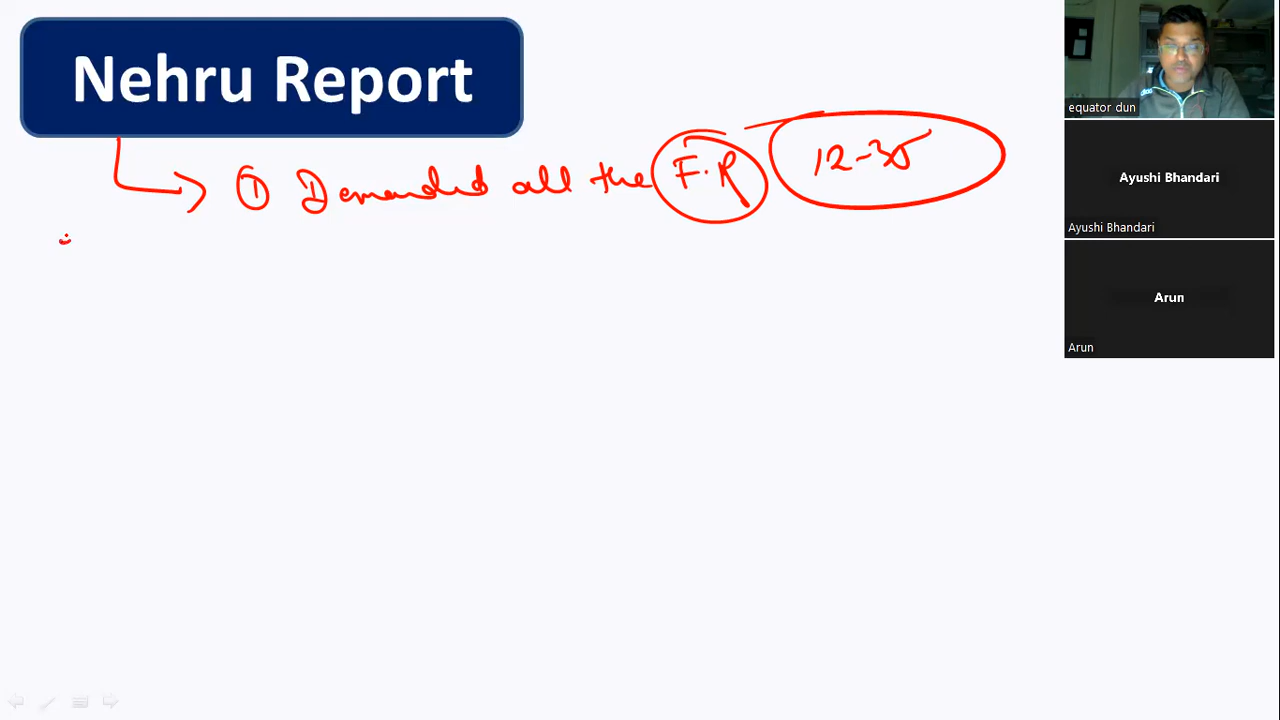 Nehru Report
① Demanded all the F.R 12-35
equator dun
Ayushi Bhandari
Ayushi Bhandari
Arun
Arun